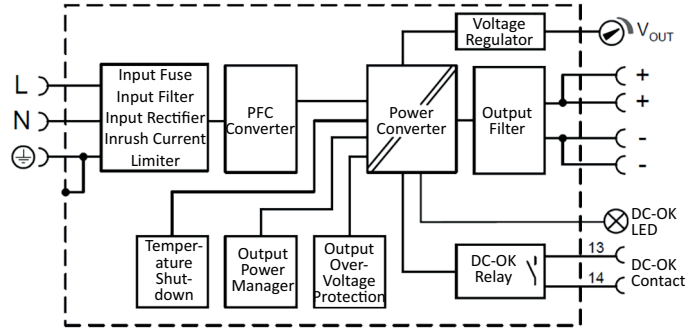 Voltage
Regulator
V OUT
L
N
Input Fuse
Input Filter
Input Rectifier
Inrush Current
Limiter
PFC
Converter
Power
Converter
Output
Filter
+
+
-
-
DC-OK
LED
Temper-
ature
Shut-
down
Output
Power
Manager
Output
Over-
Voltage
Protection
DC-OK
Relay
13
14
DC-OK
Contact